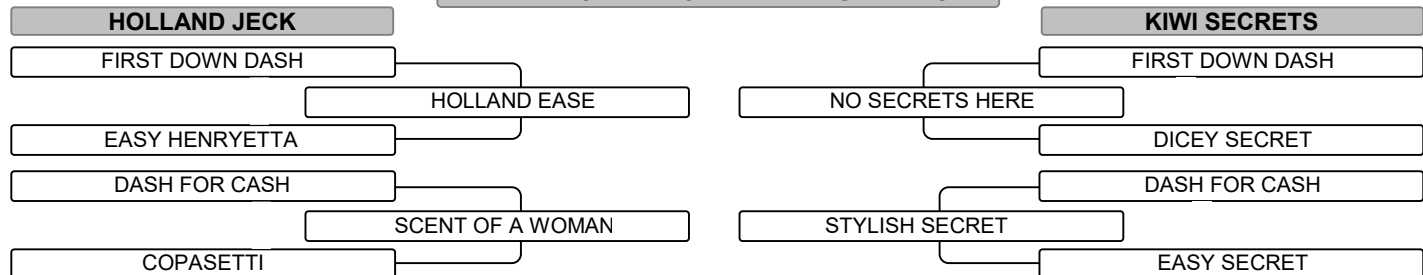 HOLLAND JECK KIWI SECRETS
FIRST DOWN DASH FIRST DOWN DASH
HOLLAND EASE NO SECRETS HERE
EASY HENRYETTA DICEY SECRET
DASH FOR CASH DASH FOR CASH
SCENT OF A WOMAN STYLISH SECRET
COPASETTI EASY SECRET